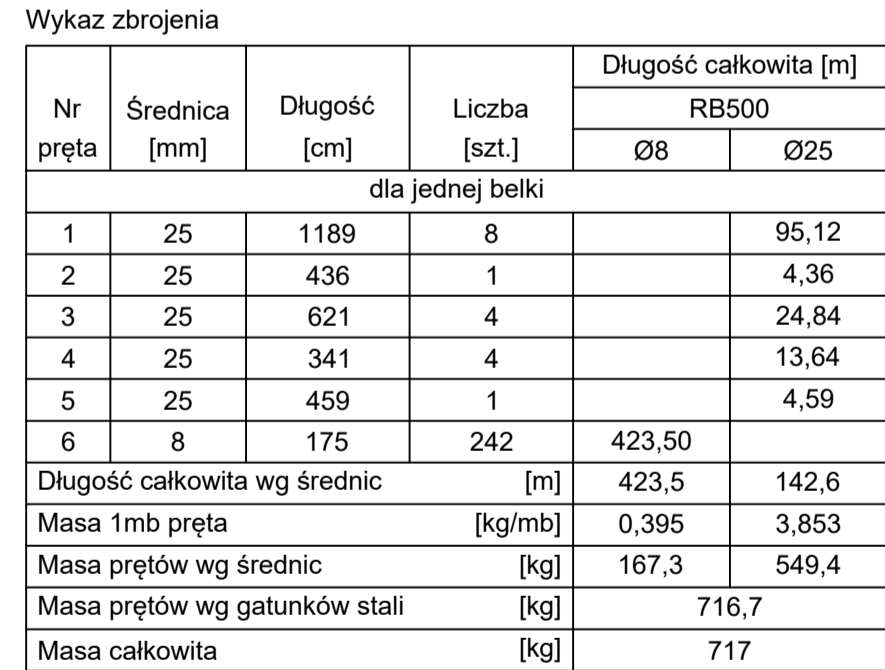 Wykaz zbrojenia
Nr pręta Średnica [mm] Długość [cm] Liczba [szt.] Długość całkowita [m]
RB500
Ø8 Ø25
dla jednej belki
1 25 1189 8 95,12
2 25 436 1 4,36
3 25 621 4 24,84
4 25 341 4 13,64
5 25 459 1 4,59
6 8 175 242 423,50
Długość całkowita wg średnic [m] 423,5 142,6
Masa 1mb pręta [kg/mb] 0,395 3,853
Masa prętów wg średnic [kg] 167,3 549,4
Masa prętów wg gatunków stali [kg] 716,7
Masa całkowita [kg] 717